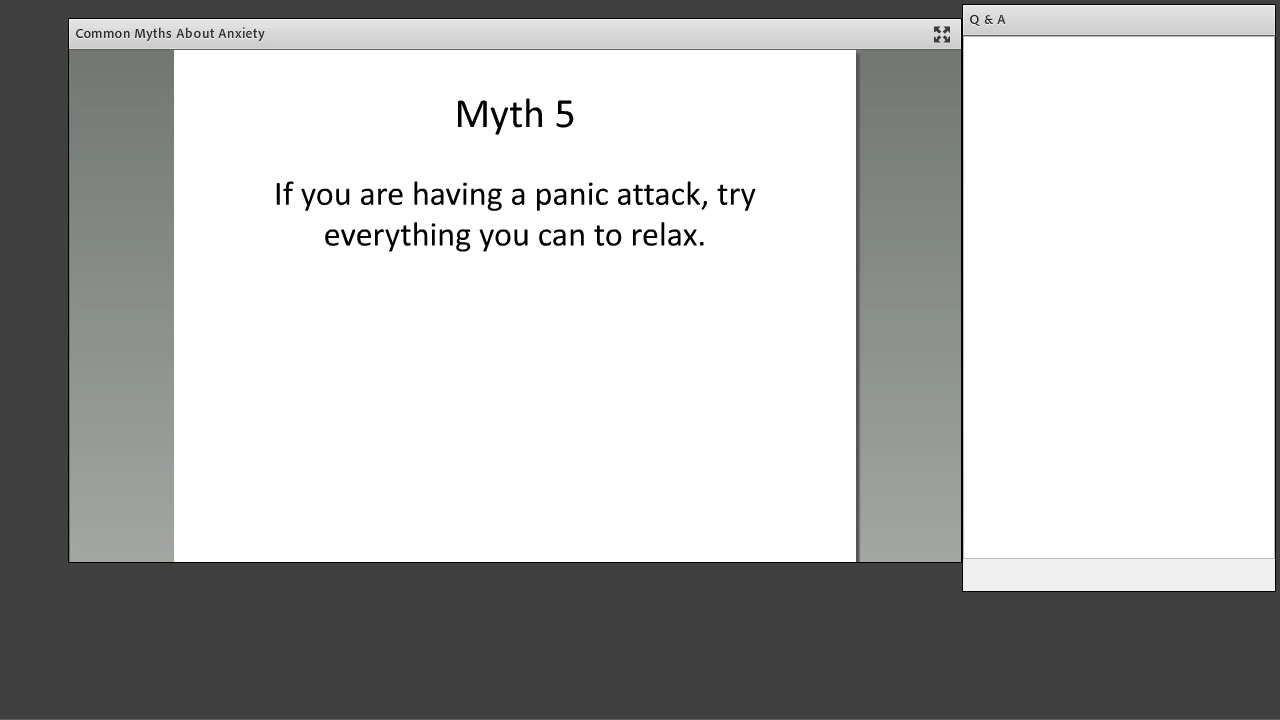 Common Myths About Anxiety
Q & A
Myth 5
If you are having a panic attack, try
everything you can to relax.